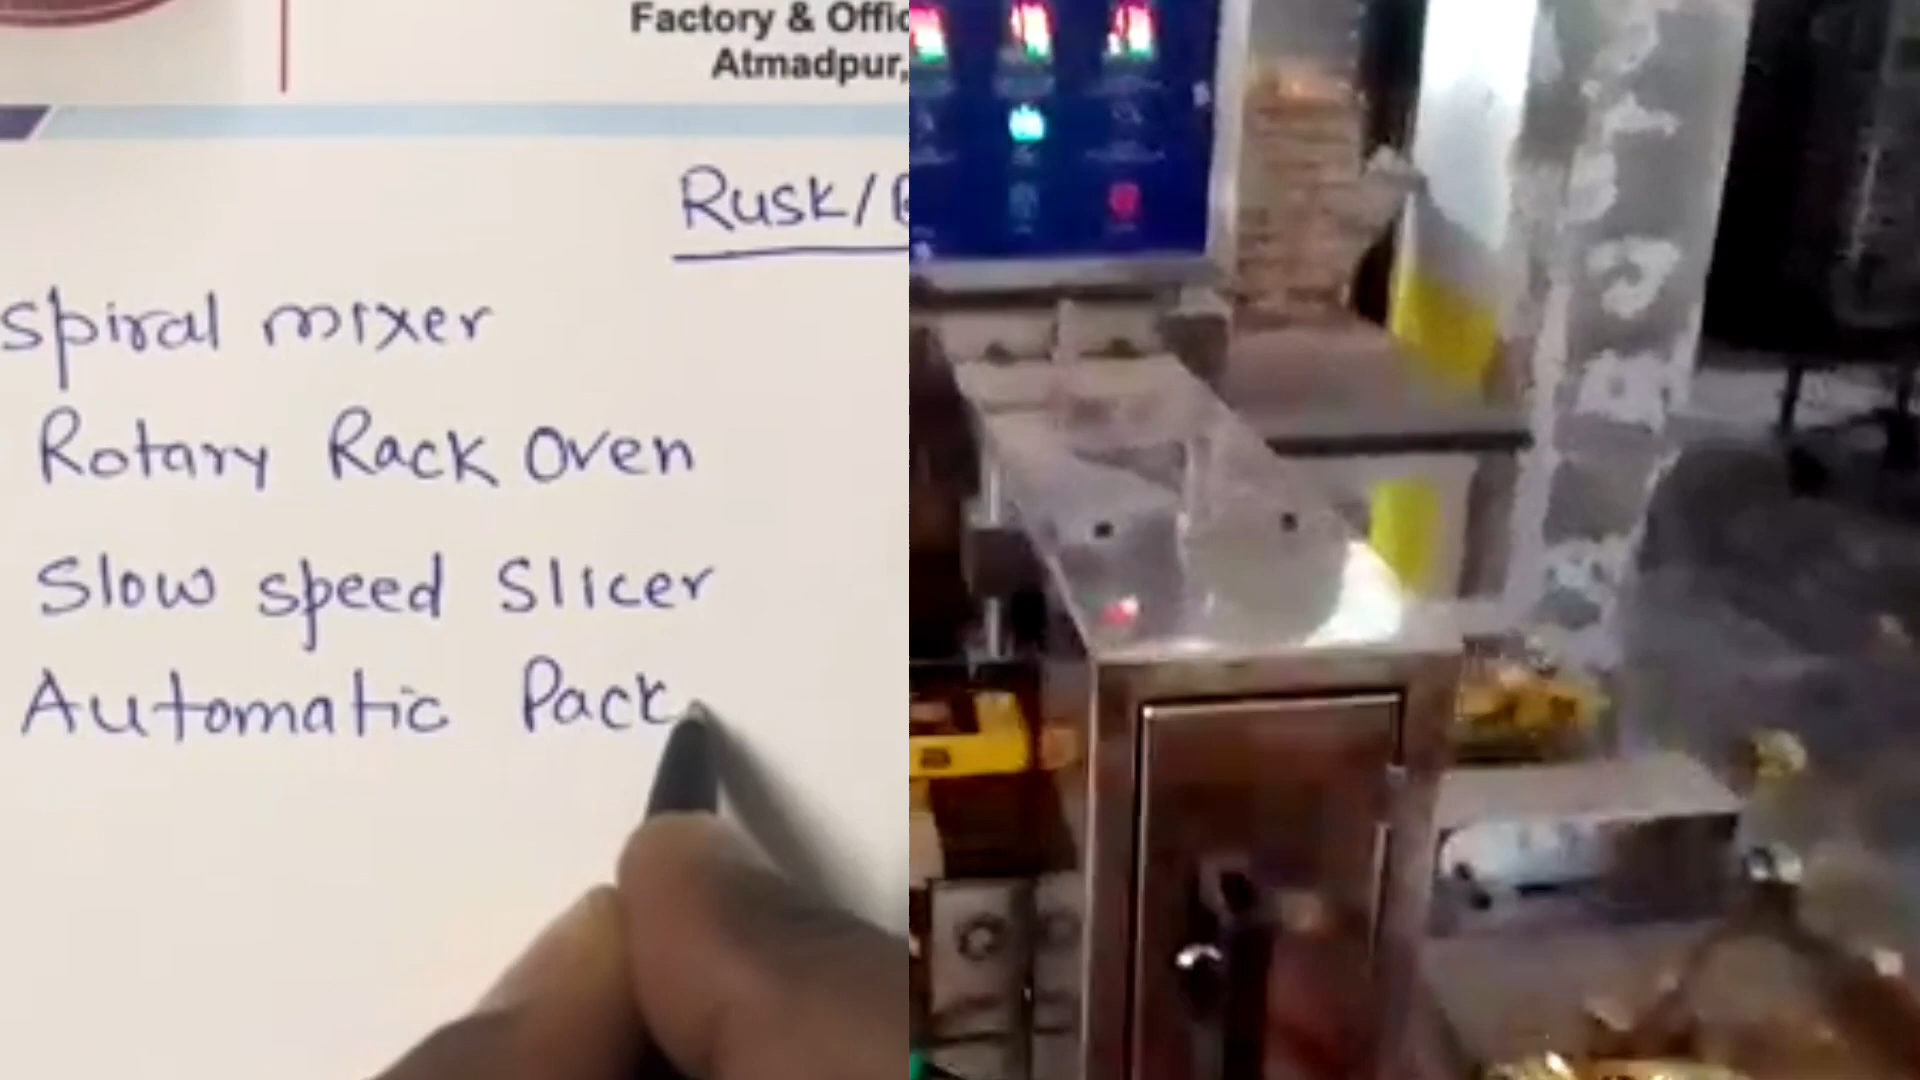 Factory & Offic
Atmadpur,
Rusk/
Spiral mixer
Rotary Rack Oven
Slow speed Slicer
Automatic Pack